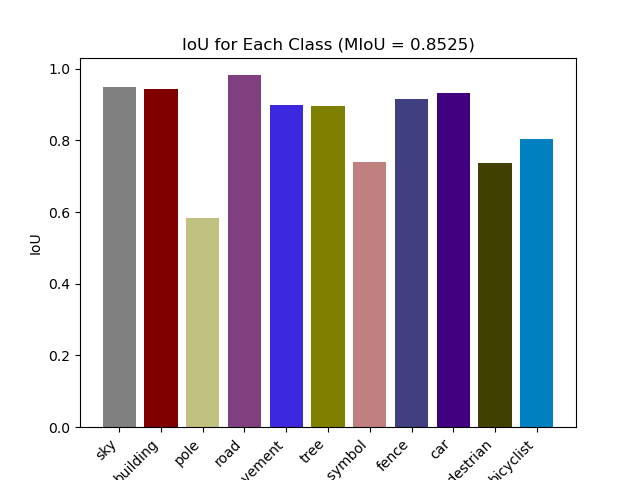 IoU for Each Class (MIoU = 0.8525)
1.0
0.8
0.6
0.4
0.2
0.0
IoU
sky
building
pole
road
vement
tree
symbol
fence
car
destrian
bicyclist